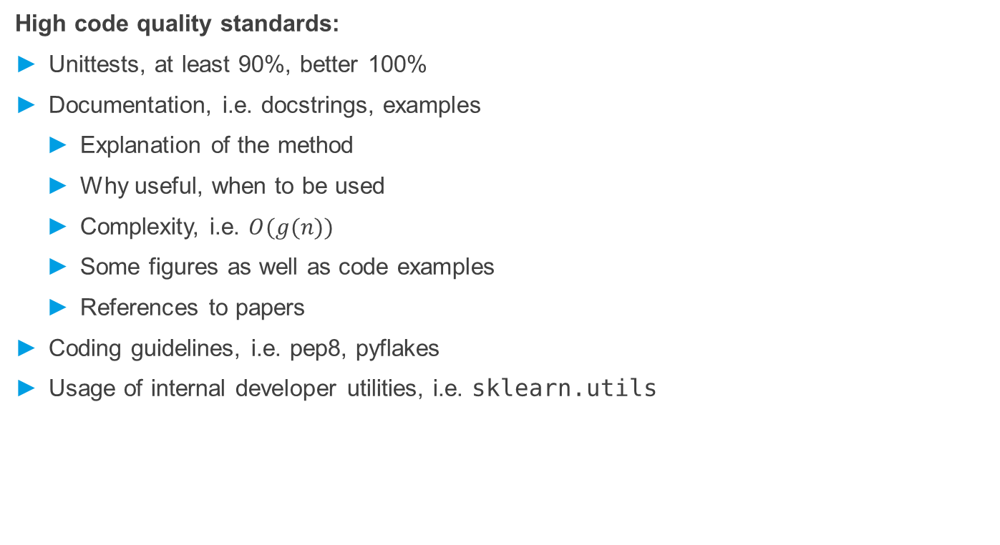 High code quality standards:
► Unittests, at least 90%, better 100%
► Documentation, i.e. docstrings, examples
► Explanation of the method
► Why useful, when to be used
► Complexity, i.e. O(g(n))
► Some figures as well as code examples
► References to papers
► Coding guidelines, i.e. pep8, pyflakes
► Usage of internal developer utilities, i.e. sklearn.utils